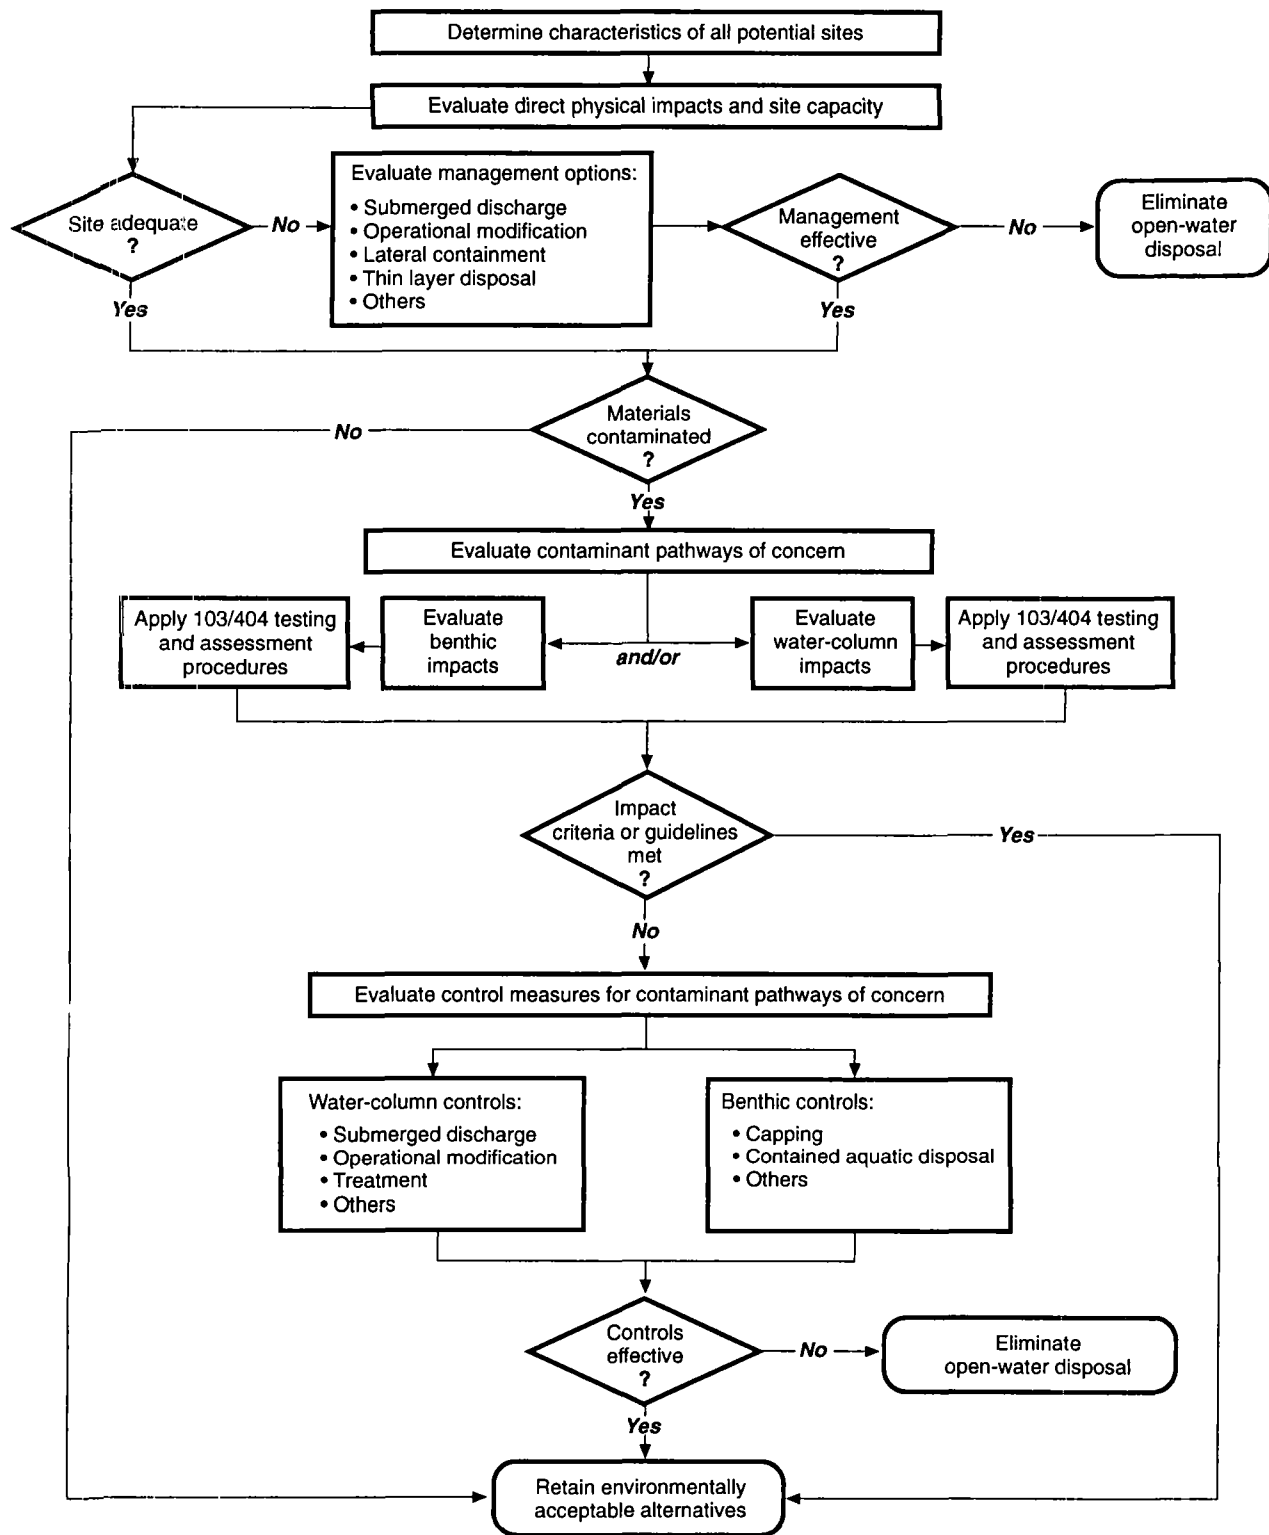 Determine characteristics of all potential sites
Evaluate direct physical impacts and site capacity
Site adequate
?
No
Yes
Evaluate management options:
• Submerged discharge
• Operational modification
• Lateral containment
• Thin layer disposal
• Others
Management
effective
?
No
Yes
Eliminate
open-water
disposal
Materials
contaminated
?
No
Yes
Evaluate contaminant pathways of concern
Apply 103/404 testing
and assessment
procedures
Evaluate
benthic
impacts
and/or
Evaluate
water-column
impacts
Apply 103/404 testing
and assessment
procedures
Impact
criteria or guidelines
met
?
Yes
No
Evaluate control measures for contaminant pathways of concern
Water-column controls:
• Submerged discharge
• Operational modification
• Treatment
• Others
Benthic controls:
• Capping
• Contained aquatic disposal
• Others
Controls
effective
?
No
Eliminate
open-water disposal
Yes
Retain environmentally
acceptable alternatives